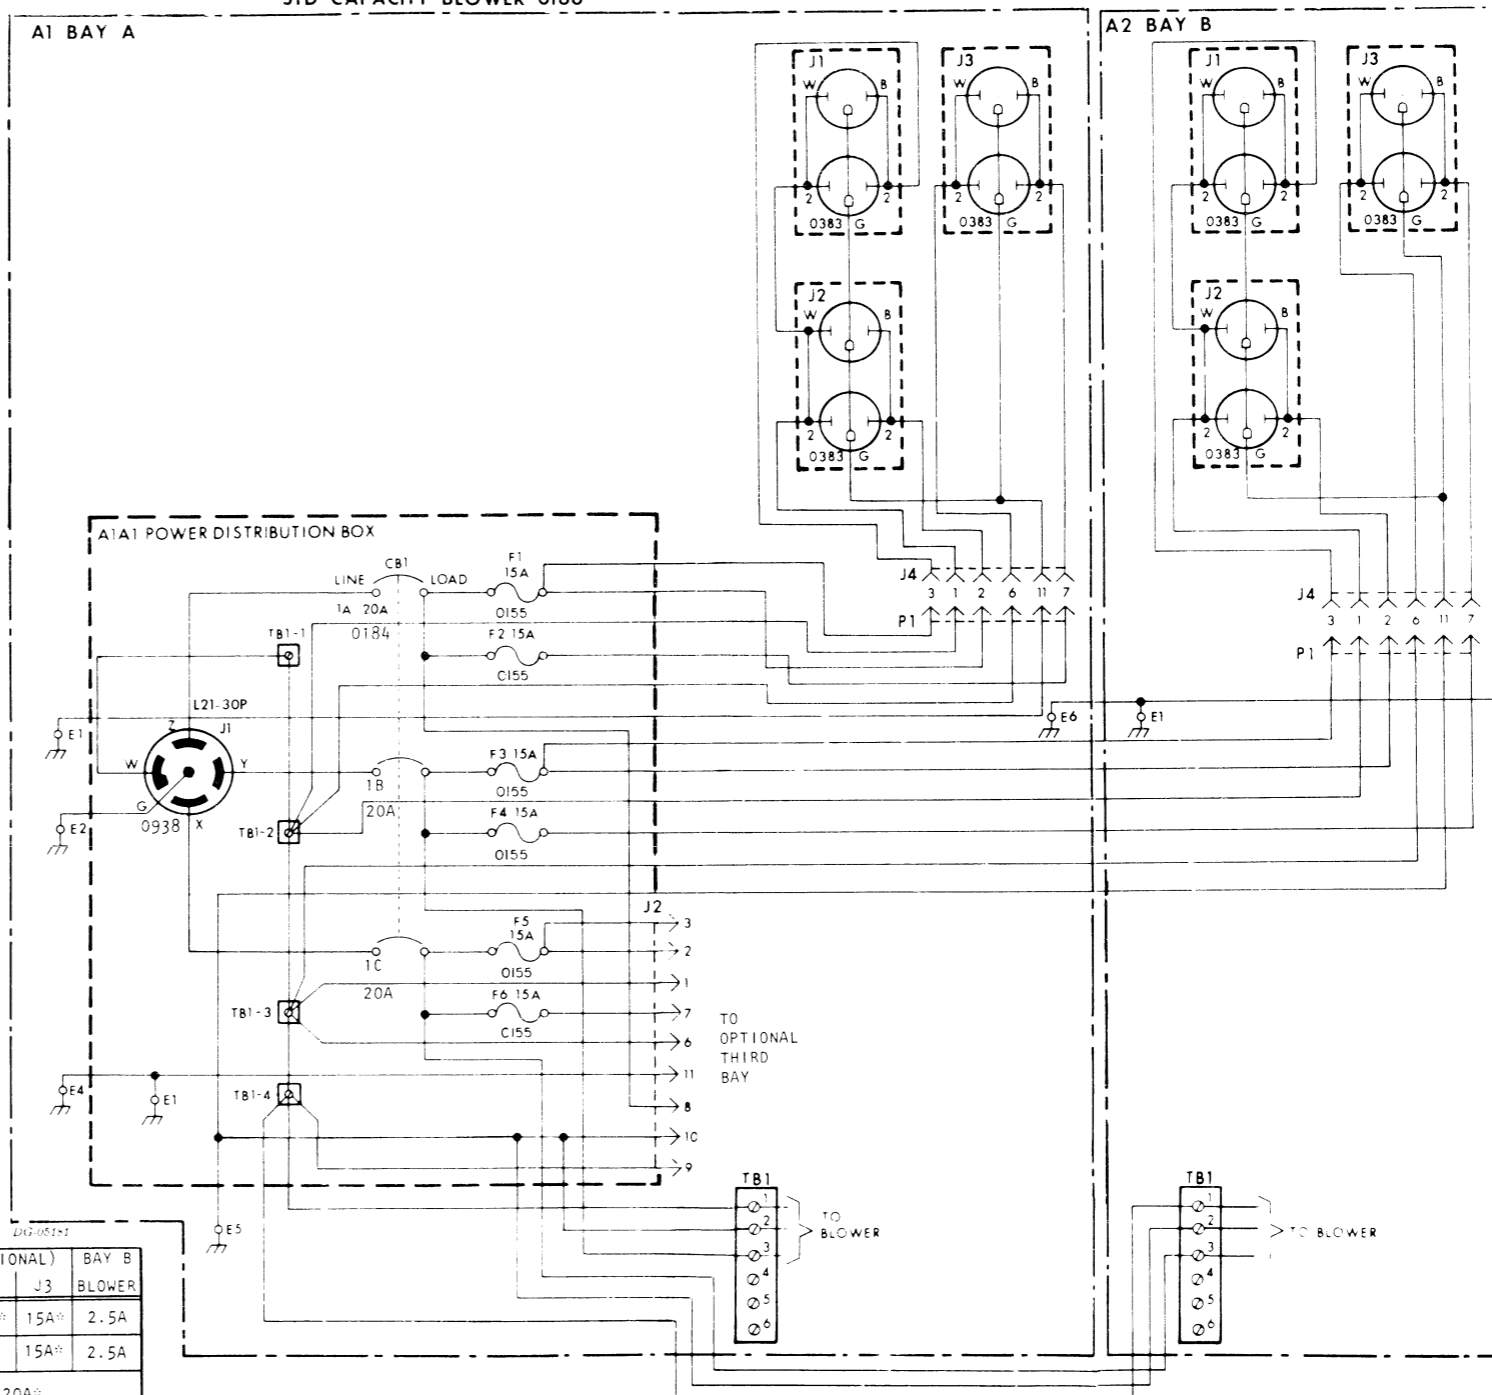 A1 BAY A
A2 BAY B
J1
W
B
2
2
0383 G
J3
W
B
2
2
0383 G
J2
W
B
2
2
0383 G
J1
W
B
2
2
0383 G
J3
W
B
2
2
0383 G
J2
W
B
2
2
0383 G
A1A1 POWER DISTRIBUTION BOX
CB1
LINE
LOAD
1A 20A
0184
F1
15A
0155
F2 15A
C155
J4
3 1 2 6 11 7
P1
J4
3 1 2 6 11 7
P1
TB1-1
L21-30P
Z
J1
W
Y
G
X
0938
E1
E2
E6
E1
1B
20A
F3 15A
0155
F4 15A
0155
TB1-2
J2
3
2
1
7
6
11
8
10
9
F5
15A
0155
1C
20A
F6 15A
C155
TB1-3
TO
OPTIONAL
THIRD
BAY
E4
E1
TB1-4
E5
TB1
1
2
3
4
5
6
TO
BLOWER
TB1
1
2
3
4
5
6
TO BLOWER
DG-05181
IONAL) BAY B
J3 BLOWER
15A* 2.5A
15A* 2.5A
20A*